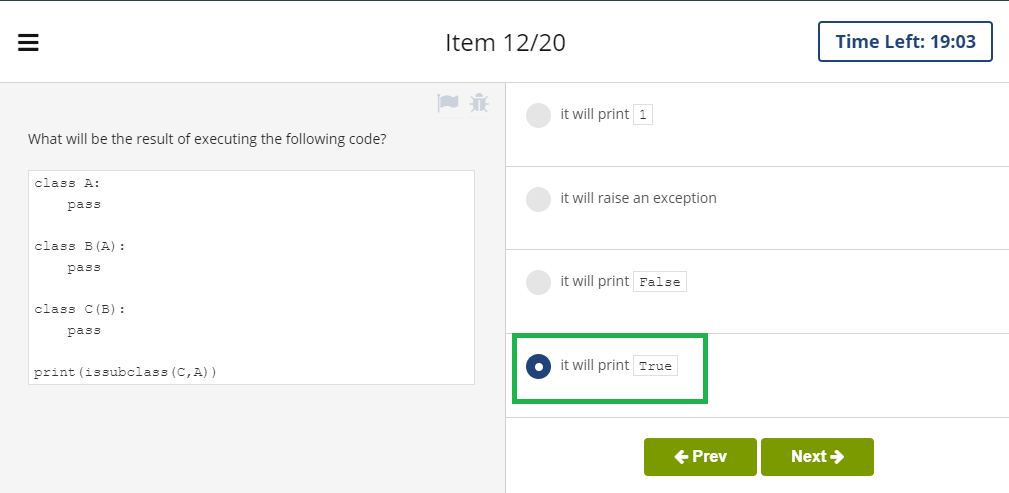 Item 12/20
Time Left: 19:03
What will be the result of executing the following code?
class A:
    pass
class B(A):
    pass
class C(B):
    pass
print(issubclass(C,A))
it will print 1
it will raise an exception
it will print False
it will print True
Prev
Next